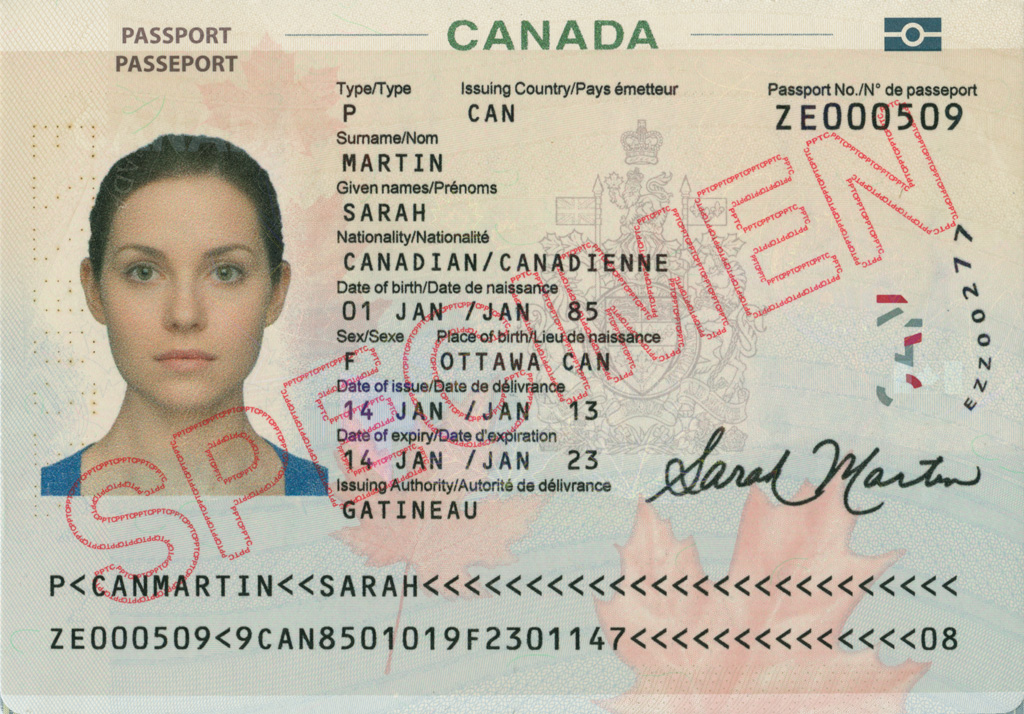 PASSPORT
PASSEPORT
CANADA
Type/Type Issuing Country/Pays émetteur Passport No./N° de passeport
P CAN ZE000509
Surname/Nom
MARTIN
Given names/Prénoms
SARAH
Nationality/Nationalité
CANADIAN/CANADIENNE
Date of birth/Date de naissance
01 JAN /JAN 85
Sex/Sexe Place of birth/Lieu de naissance
F OTTAWA CAN
Date of issue/Date de délivrance
14 JAN /JAN 13
Date of expiry/Date d'expiration
14 JAN /JAN 23
Issuing Authority/Autorité de délivrance
GATINEAU
SPECIMEN
EZZ00277
CAN
Sarah Martin
P<CANMARTIN<<SARAH<<<<<<<<<<<<<<<<<<<<<<<<<<
ZE000509<9CAN8501019F2301147<<<<<<<<<<<<<<08